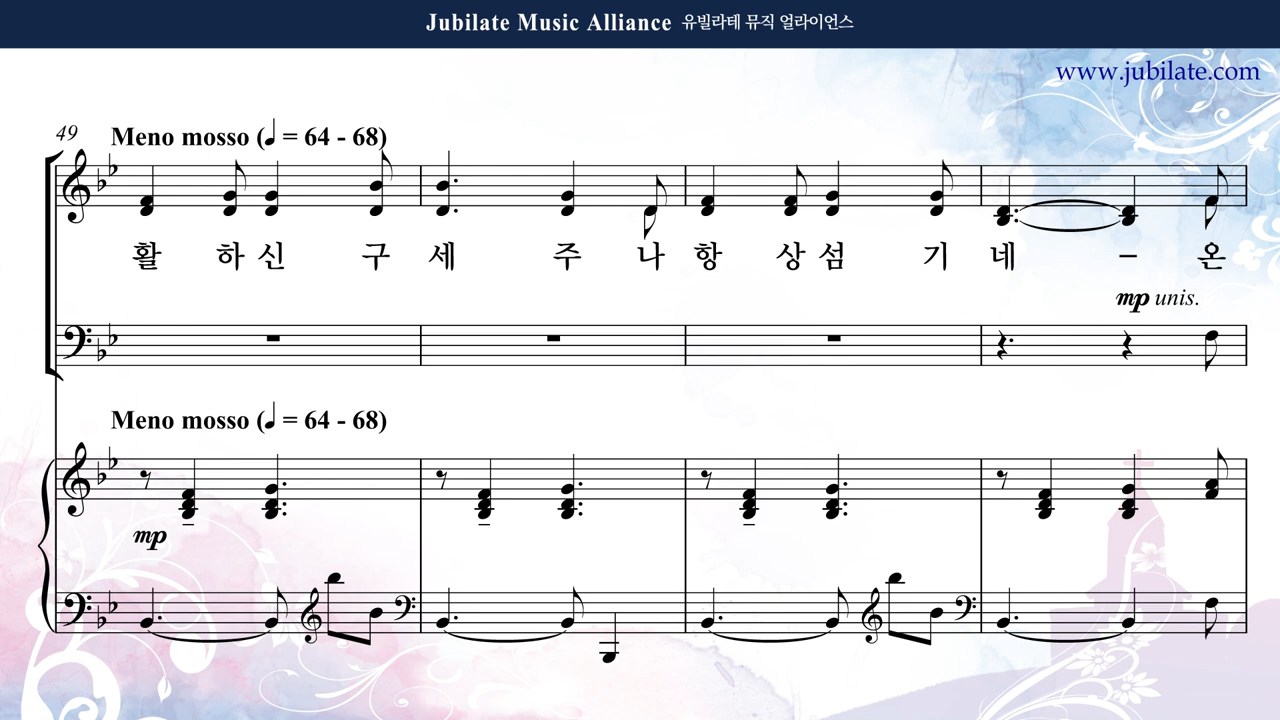 Jubilate Music Alliance 유빌라테 뮤직 얼라이언스
www.jubilate.com
49 Meno mosso (♩ = 64 - 68)
활 하 신 구 세 주 나 항 상 섬 기 네 – 온
mp unis.
Meno mosso (♩ = 64 - 68)
mp